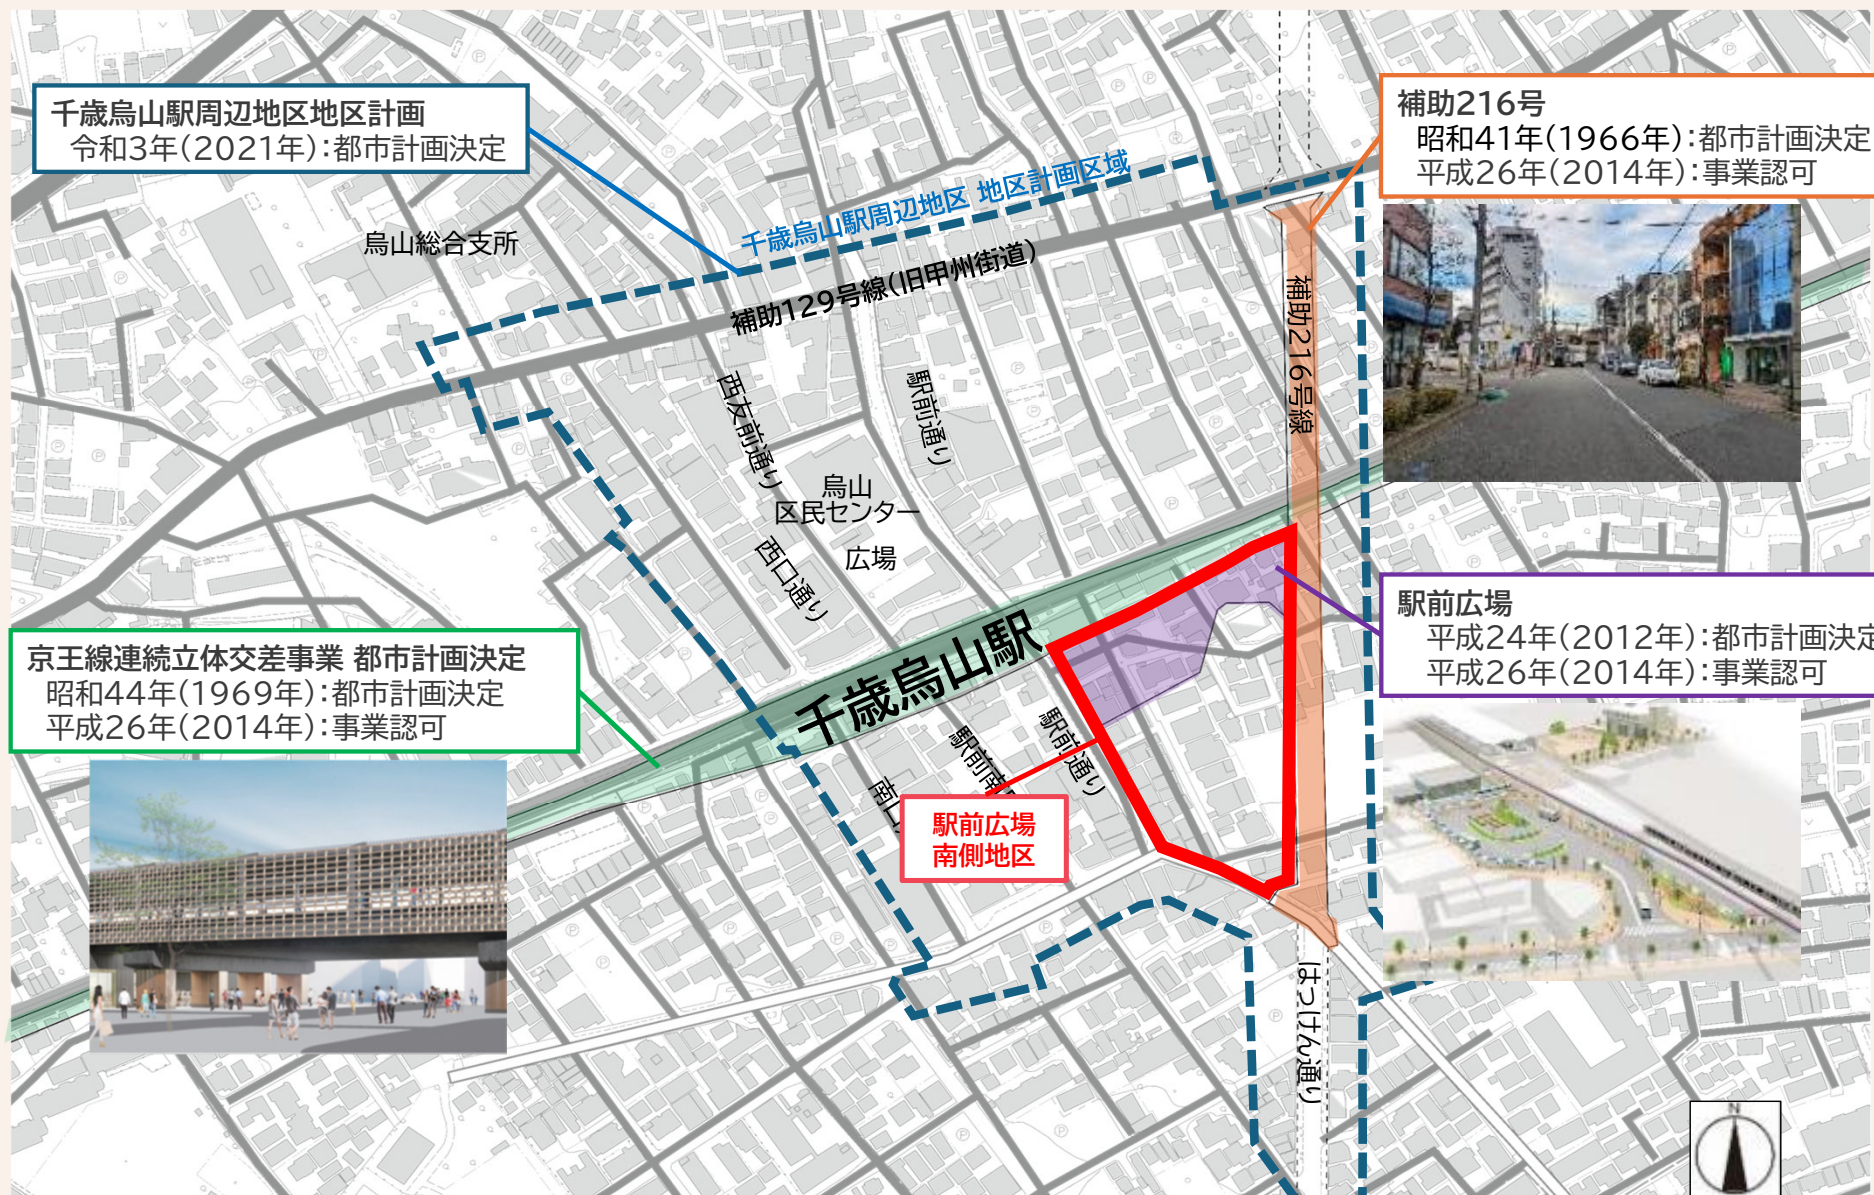 千歳烏山駅周辺地区地区計画
令和3年(2021年):都市計画決定
補助216号
昭和41年(1966年):都市計画決定
平成26年(2014年):事業認可
千歳烏山駅周辺地区 地区計画区域
烏山総合支所
補助129号線(旧甲州街道)
補助216号線
西友前通り
駅前通り
烏山
区民センター
広場
西口通り
千歳烏山駅
駅前広場
平成24年(2012年):都市計画決定
平成26年(2014年):事業認可
京王線連続立体交差事業 都市計画決定
昭和44年(1969年):都市計画決定
平成26年(2014年):事業認可
駅前通り
駅前南
南口
駅前広場
南側地区
はっけん通り
N